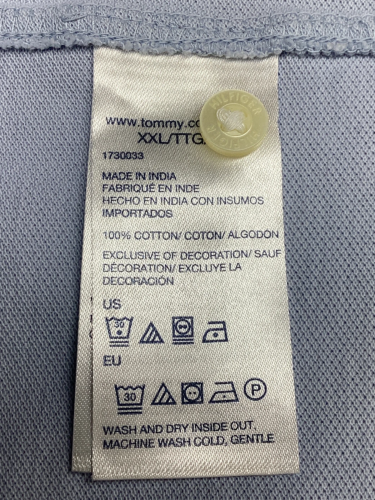 www.tommy.co
XXL/TTG
HILFIGER
1730033
MADE IN INDIA
FABRIQUÉ EN INDE
HECHO EN INDIA CON INSUMOS
IMPORTADOS
100% COTTON/ COTON/ ALGODÓN
EXCLUSIVE OF DECORATION/ SAUF
DÉCORATION/ EXCLUYE LA
DECORACIÓN
US
30
EU
30
P
WASH AND DRY INSIDE OUT.
MACHINE WASH COLD, GENTLE